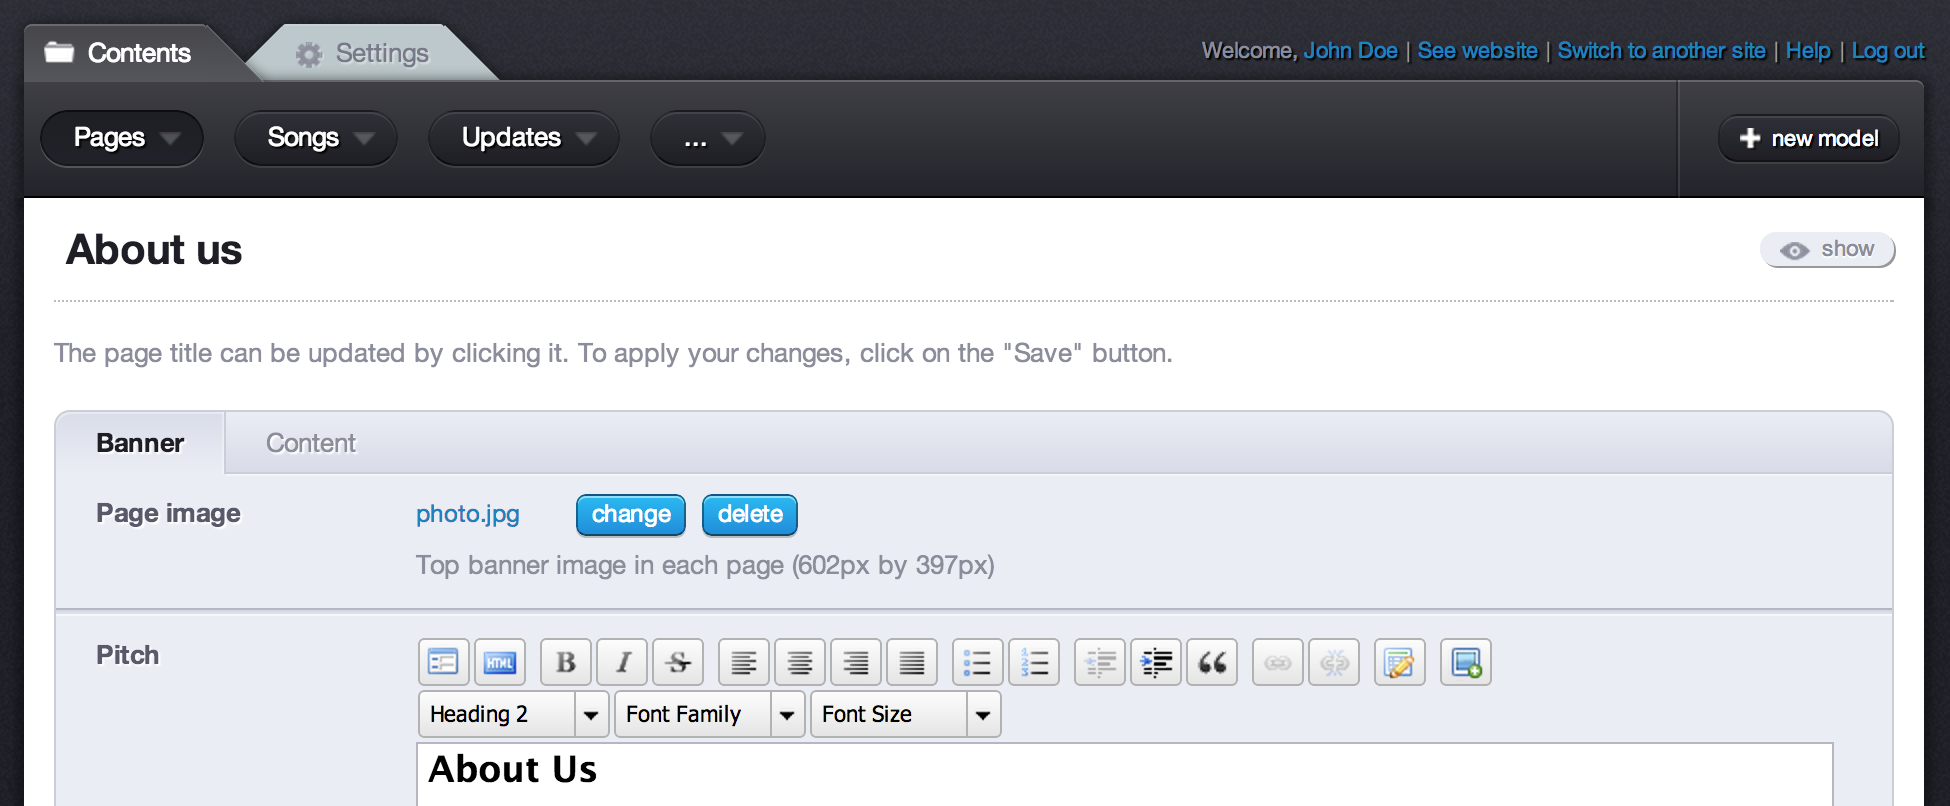 Contents Settings Welcome, John Doe | See website | Switch to another site | Help | Log out
Pages Songs Updates ... new model
About us show
The page title can be updated by clicking it. To apply your changes, click on the "Save" button.
Banner Content
Page image photo.jpg change delete
Top banner image in each page (602px by 397px)
Pitch HTML B I S 1 2 3 “
Heading 2 Font Family Font Size
About Us